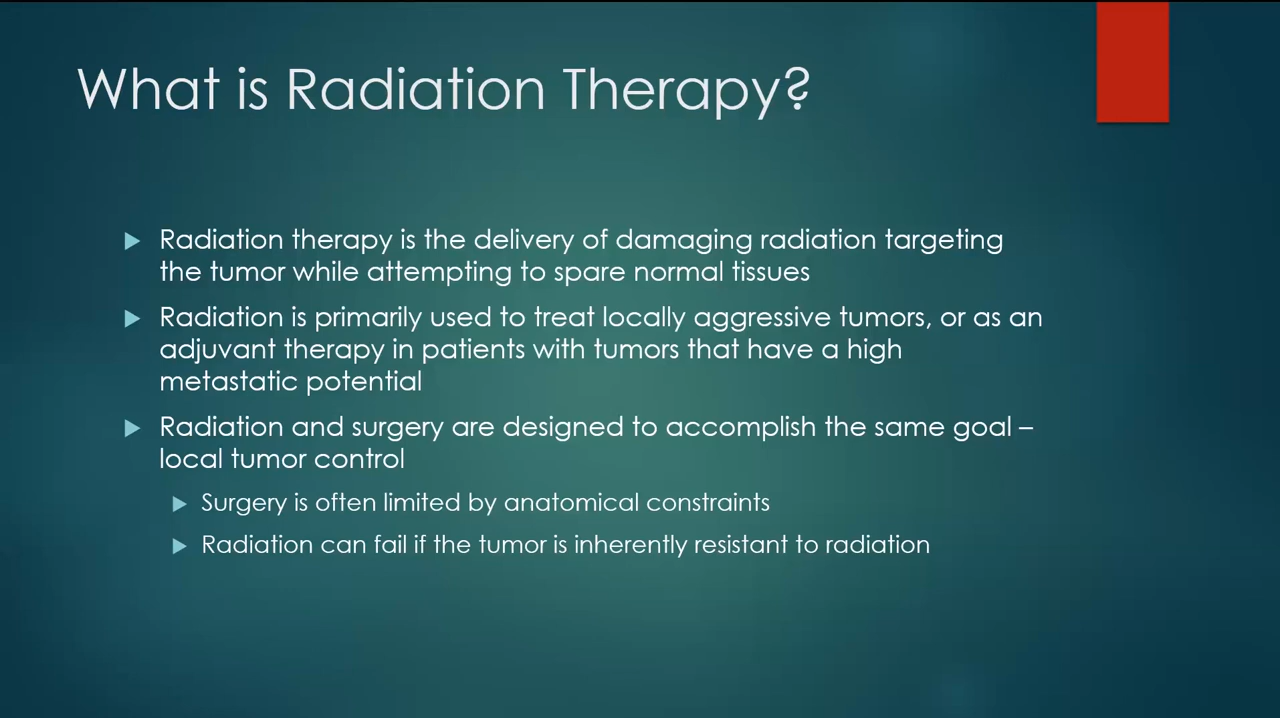 What is Radiation Therapy?
Radiation therapy is the delivery of damaging radiation targeting
the tumor while attempting to spare normal tissues
Radiation is primarily used to treat locally aggressive tumors, or as an
adjuvant therapy in patients with tumors that have a high
metastatic potential
Radiation and surgery are designed to accomplish the same goal –
local tumor control
Surgery is often limited by anatomical constraints
Radiation can fail if the tumor is inherently resistant to radiation